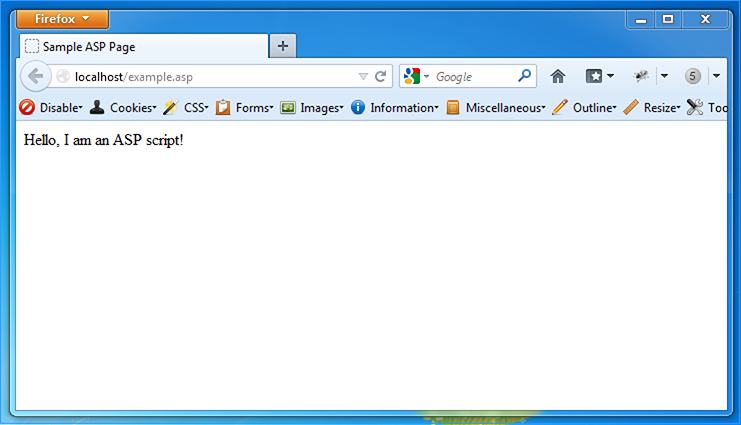 Firefox
Sample ASP Page
localhost/example.asp
Google
5
Disable
Cookies
CSS
Forms
Images
Information
Miscellaneous
Outline
Resize
Too
Hello, I am an ASP script!